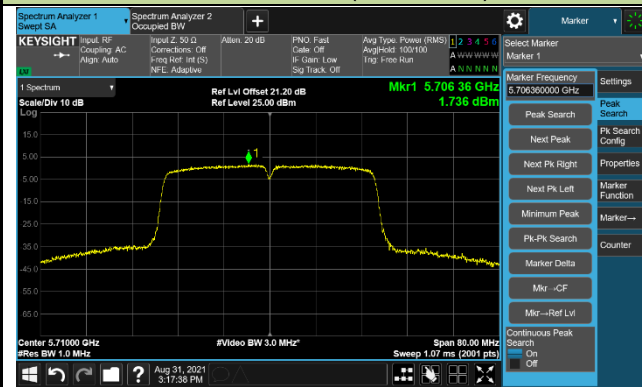 Spectrum Analyzer 1
Swept SA
Spectrum Analyzer 2
Occupied BW
Marker
KEYSIGHT
Input: RF
Coupling: AC
Align: Auto
Input Z: 50 Ω
Corrections: Off
Freq Ref: Int (S)
NFE: Adaptive
Atten: 20 dB
PNO: Fast
Gate: Off
IF Gain: Low
Sig Track: Off
Avg Type: Power (RMS)
Avg|Hold: 100/100
Trig: Free Run
1 2 3 4 5 6
A W W W W W
A N N N N N
Select Marker
Marker 1
1 Spectrum
Scale/Div 10 dB
Log
Ref Lvl Offset 21.20 dB
Ref Level 25.00 dBm
Mkr1 5.706 36 GHz
1.736 dBm
15.0
5.00
-5.00
-15.0
-25.0
-35.0
-45.0
-55.0
-65.0
1
Center 5.71000 GHz
#Res BW 1.0 MHz
#Video BW 3.0 MHz*
Span 80.00 MHz
Sweep 1.07 ms (2001 pts)
Marker Frequency
5.706360000 GHz
Peak Search
Next Peak
Next Pk Right
Next Pk Left
Minimum Peak
Pk-Pk Search
Marker Delta
Mkr→CF
Mkr→Ref Lvl
Continuous Peak
Search
On
Off
Settings
Peak
Search
Pk Search
Config
Properties
Marker
Function
Marker→
Counter
Aug 31, 2021
3:17:38 PM